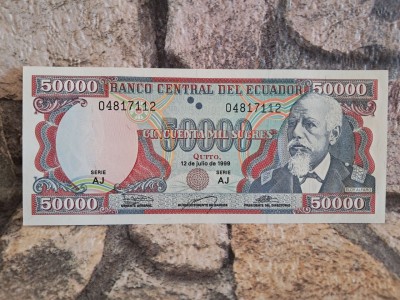 50000 BANCO CENTRAL DEL ECUADOR 50000
04817112 04817112
50000
CINCUENTA MIL SUCRES
QUITO,
12 de julio de 1999
SERIE AJ
SERIE AJ
50000 50000